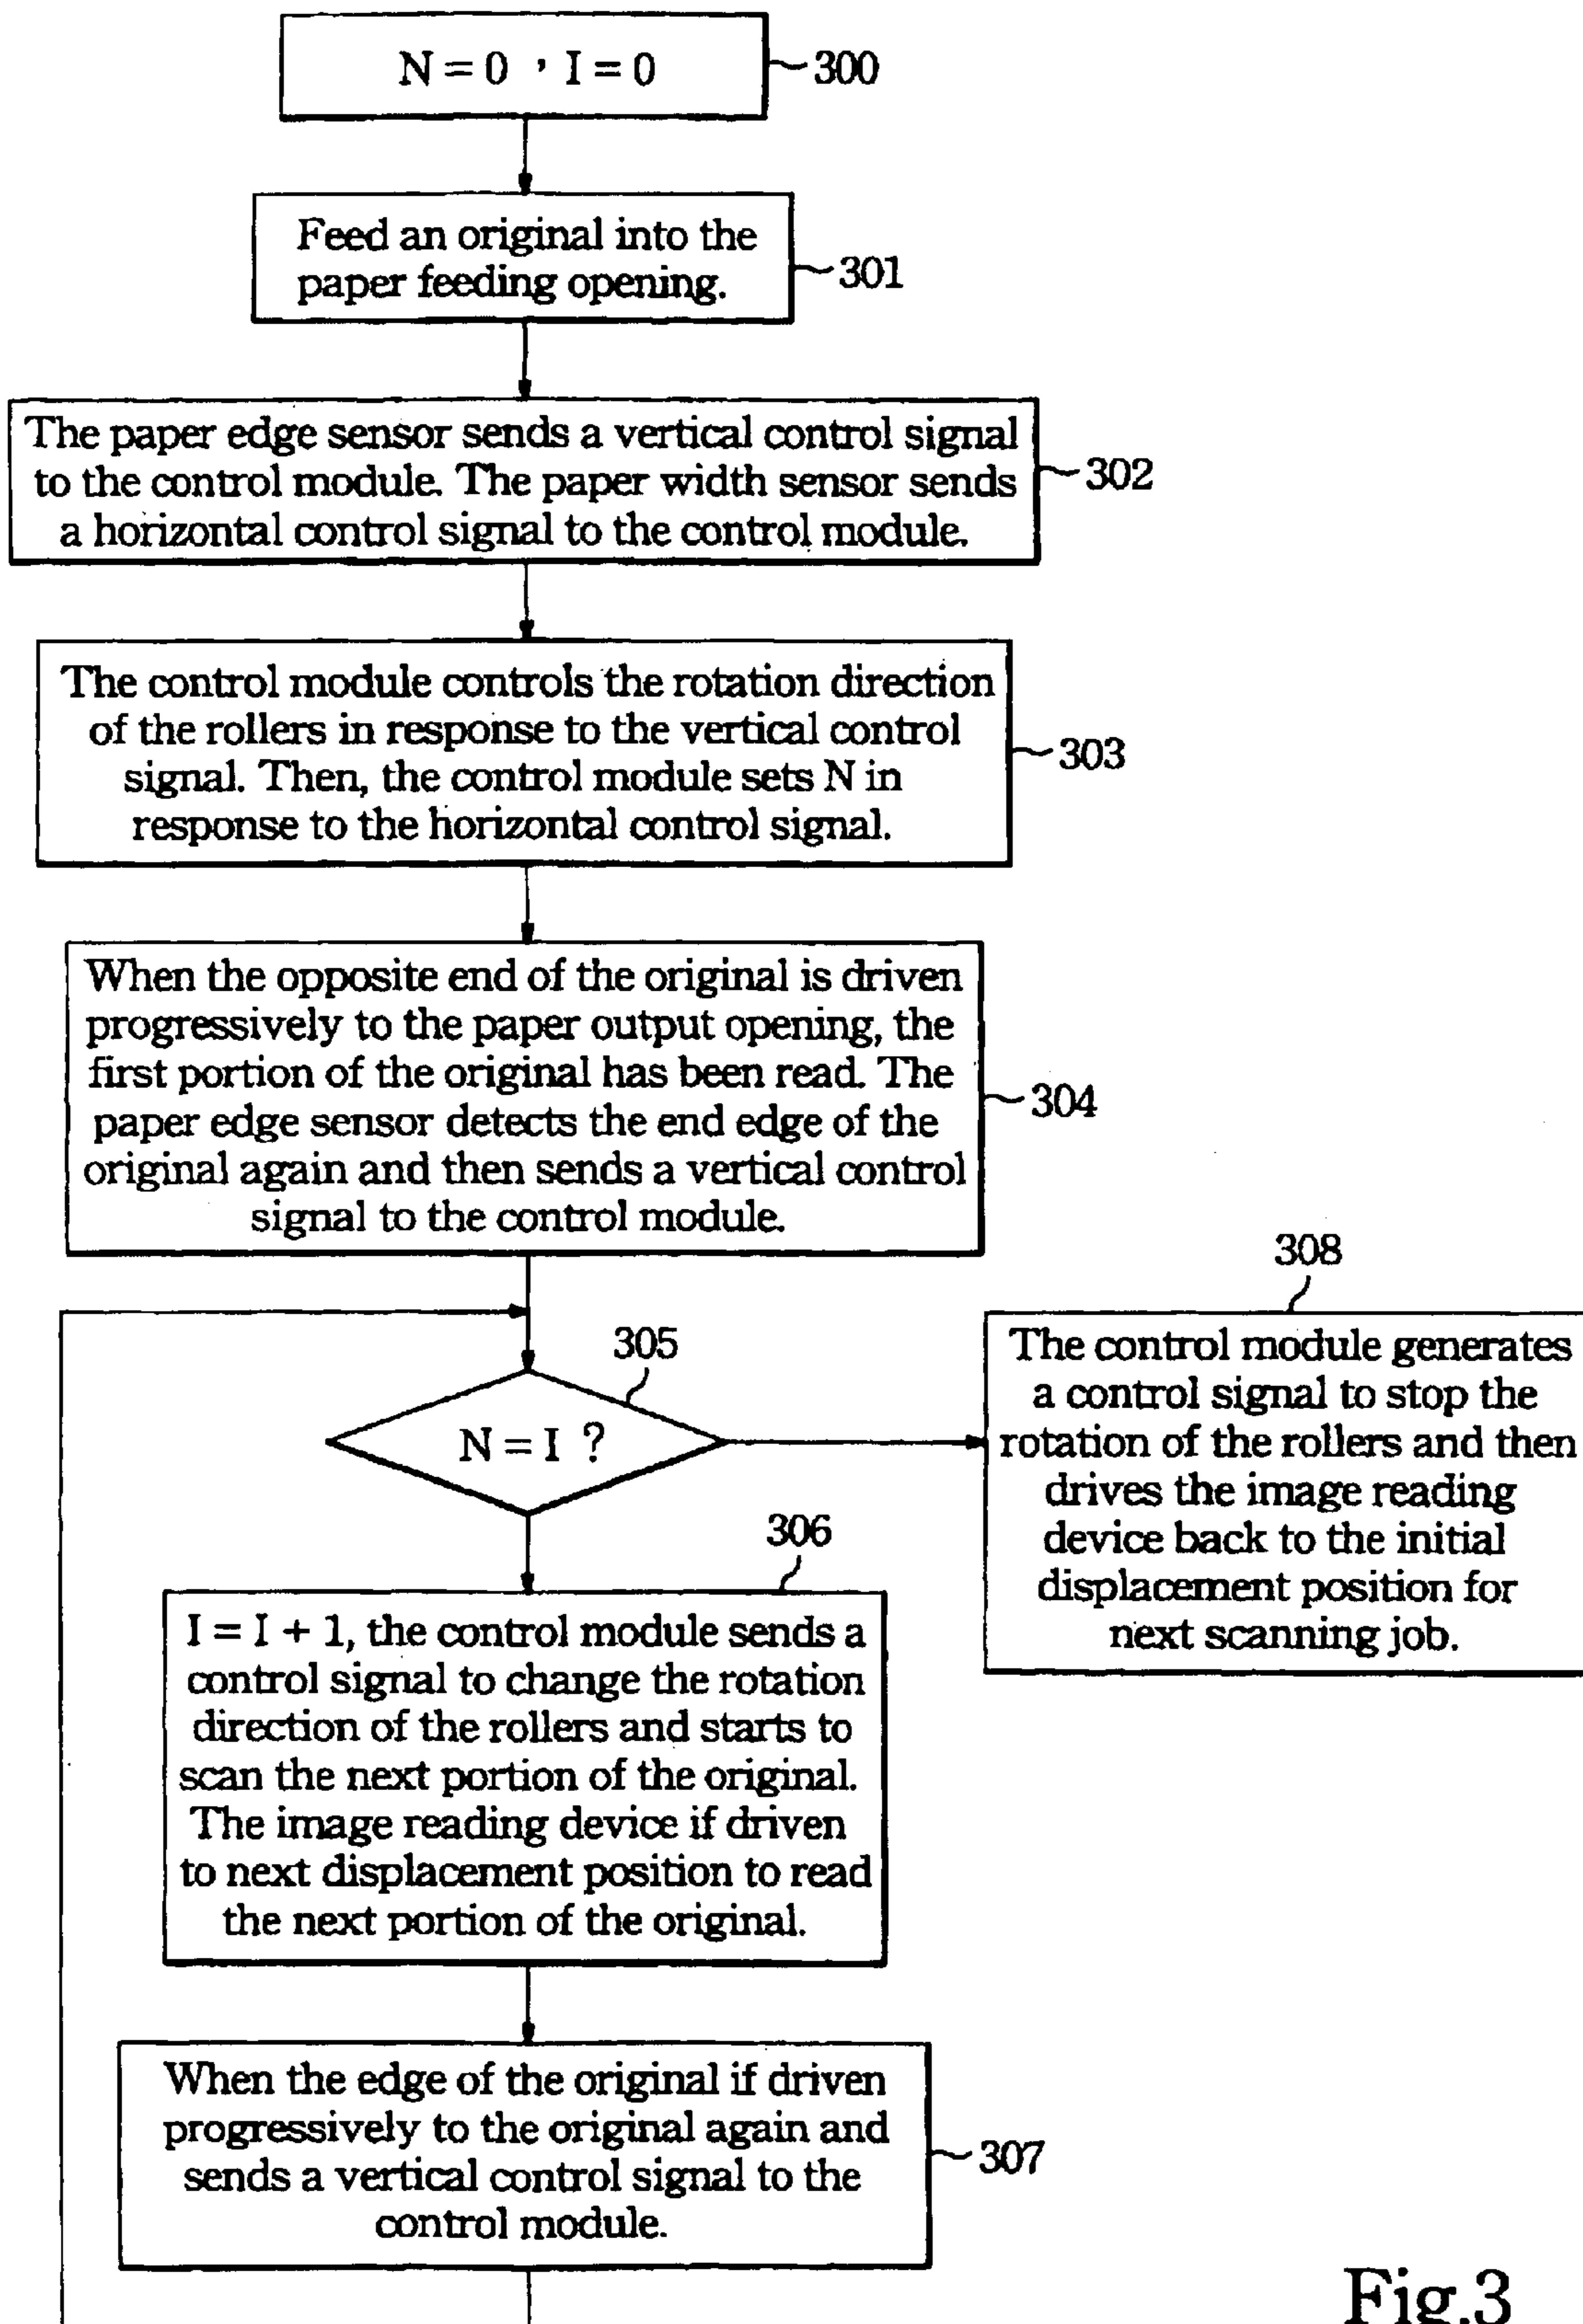 N = 0 , I = 0
300
Feed an original into the
paper feeding opening.
301
The paper edge sensor sends a vertical control signal
to the control module. The paper width sensor sends
a horizontal control signal to the control module.
302
The control module controls the rotation direction
of the rollers in response to the vertical control
signal. Then, the control module sets N in
response to the horizontal control signal.
303
When the opposite end of the original is driven
progressively to the paper output opening, the
first portion of the original has been read. The
paper edge sensor detects the end edge of the
original again and then sends a vertical control
signal to the control module.
304
305
N = I ?
308
The control module generates
a control signal to stop the
rotation of the rollers and then
drives the image reading
device back to the initial
displacement position for
next scanning job.
306
I = I + 1, the control module sends a
control signal to change the rotation
direction of the rollers and starts to
scan the next portion of the original.
The image reading device if driven
to next displacement position to read
the next portion of the original.
When the edge of the original if driven
progressively to the original again and
sends a vertical control signal to the
control module.
307
Fig.3